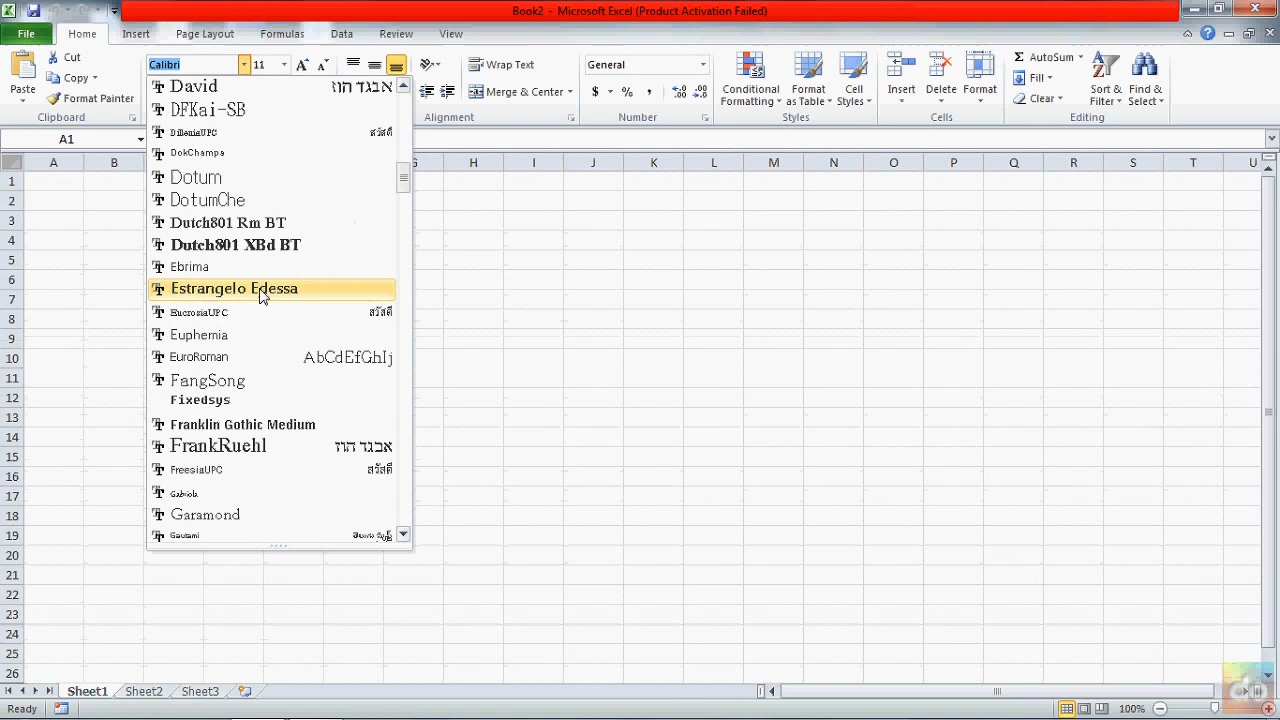 Book2 - Microsoft Excel (Product Activation Failed)
File Home Insert Page Layout Formulas Data Review View
Cut
Copy
Format Painter
Paste
Clipboard
Calibri 11
Wrap Text
Merge & Center
Alignment
General
$ % ,
Number
Conditional Formatting
Format as Table
Cell Styles
Styles
Insert Delete Format
Cells
AutoSum
Fill
Clear
Sort & Filter
Find & Select
Editing
A1
A B G H I J K L M N O P Q R S T U
David אבגד הוז
DFKai-SB
DilleniaUPC สวัสดี
DokChampa
Dotum
DotumChe
Dutch801 Rm BT
Dutch801 XBd BT
Ebrima
Estrangelo Edessa
EucrosiaUPC สวัสดี
Euphemia
EuroRoman AbCdEfGhIj
FangSong
Fixedsys
Franklin Gothic Medium
FrankRuehl אבגד הוז
FreesiaUPC สวัสดี
Gabriola
Garamond
Gautami
1
2
3
4
5
6
7
8
9
10
11
12
13
14
15
16
17
18
19
20
21
22
23
24
25
26
Sheet1 Sheet2 Sheet3
Ready
100%